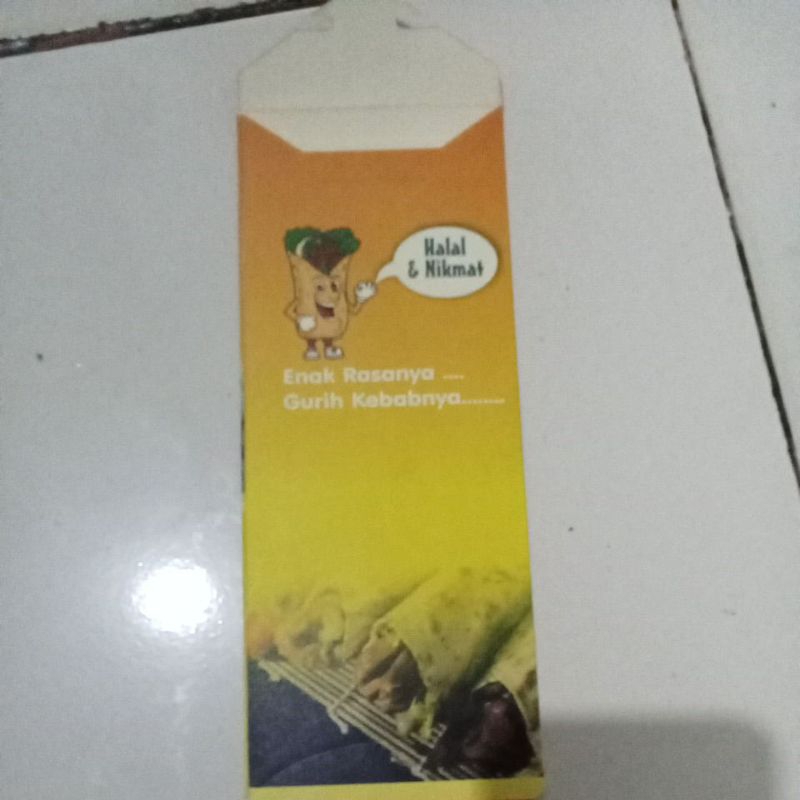 Halal
& Nikmat
Enak Rasanya ....
Gurih Kebabnya........